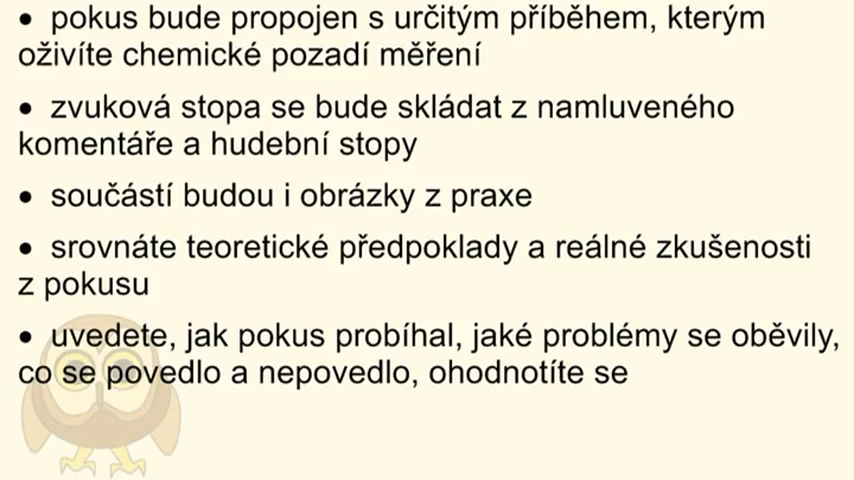 • pokus bude propojen s určitým příběhem, kterým
oživíte chemické pozadí měření
• zvuková stopa se bude skládat z namluveného
komentáře a hudební stopy
• součástí budou i obrázky z praxe
• srovnáte teoretické předpoklady a reálné zkušenosti
z pokusu
• uvedete, jak pokus probíhal, jaké problémy se oběvily,
co se povedlo a nepovedlo, ohodnotíte se